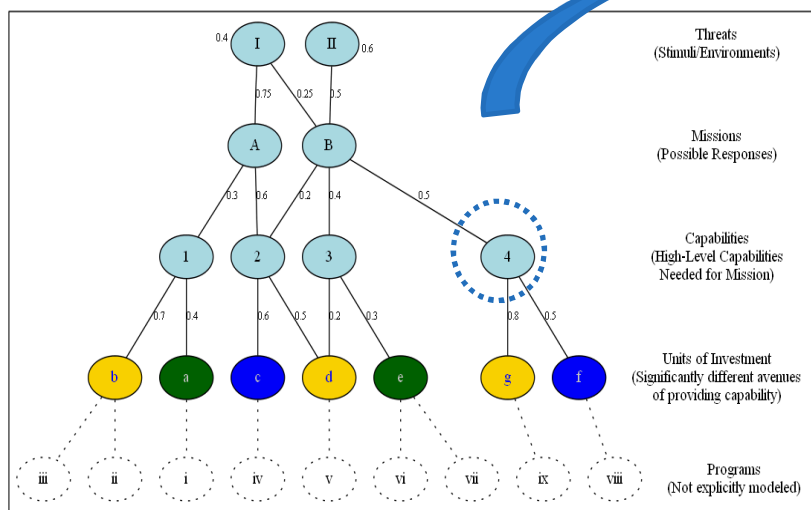 0.4
I
II
0.6
Threats
(Stimuli/Environments)
0.75
0.25
0.5
A
B
Missions
(Possible Responses)
0.3
0.6
0.2
0.4
0.5
1
2
3
4
Capabilities
(High-Level Capabilities
Needed for Mission)
0.7
0.4
0.6
0.5
0.2
0.3
0.8
0.5
b
a
c
d
e
g
f
Units of Investment
(Significantly different avenues
of providing capability)
iii
ii
i
iv
v
vi
vii
ix
viii
Programs
(Not explicitly modeled)